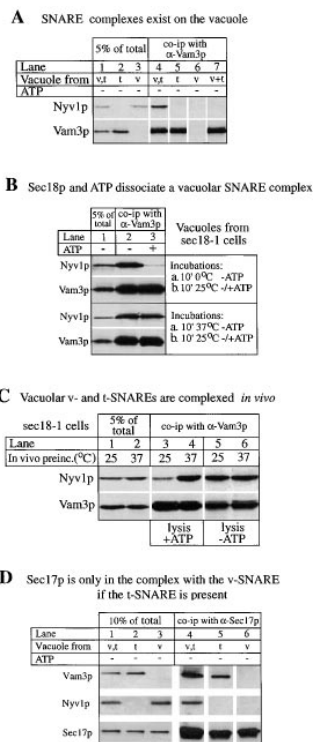 A SNARE complexes exist on the vacuole
5% of total co-ip with α-Vam3p
Lane 1 2 3 4 5 6 7
Vacuole from v,t t v v,t t v v+t
ATP - - - - - - -
Nyv1p
Vam3p
B Sec18p and ATP dissociate a vacuolar SNARE complex
5% of total co-ip with α-Vam3p
Lane 1 2 3
ATP - - +
Vacuoles from sec18-1 cells
Nyv1p
Vam3p
Incubations:
a. 10' 0°C -ATP
b. 10' 25°C -/+ATP
Nyv1p
Vam3p
Incubations:
a. 10' 37°C -ATP
b. 10' 25°C -/+ATP
C Vacuolar v- and t-SNAREs are complexed in vivo
sec18-1 cells 5% of total co-ip with α-Vam3p
Lane 1 2 3 4 5 6
In vivo preinc.(°C) 25 37 25 37 25 37
Nyv1p
Vam3p
lysis +ATP lysis -ATP
D Sec17p is only in the complex with the v-SNARE
if the t-SNARE is present
10% of total co-ip with α-Sec17p
Lane 1 2 3 4 5 6
Vacuole from v,t t v v,t t v
ATP - - - - - -
Vam3p
Nyv1p
Sec17p